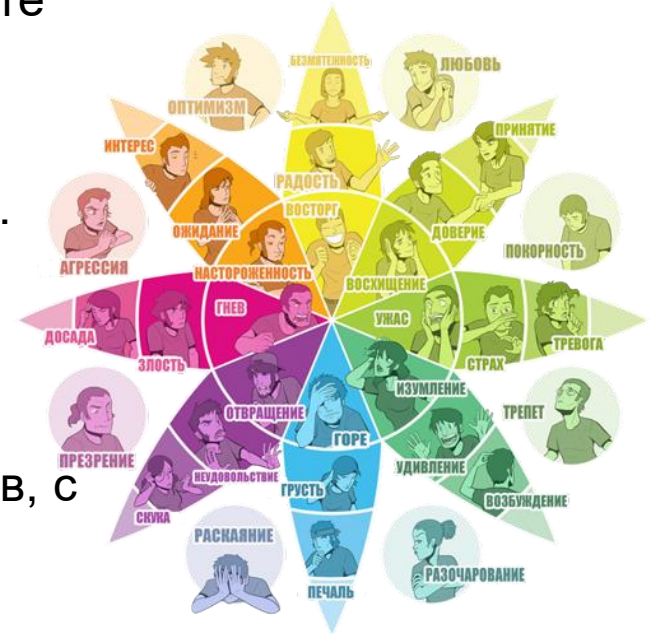 те
.
в, с
БЕЗМЯТЕЖНОСТЬ
ЛЮБОВЬ
ОПТИМИЗМ
ПРИНЯТИЕ
ИНТЕРЕС
РАДОСТЬ
ВОСТОРГ
ОЖИДАНИЕ
ДОВЕРИЕ
ПОКОРНОСТЬ
АГРЕССИЯ
НАСТОРОЖЕННОСТЬ
ВОСХИЩЕНИЕ
ГНЕВ
УЖАС
ДОСАДА
ЗЛОСТЬ
СТРАХ
ТРЕВОГА
ИЗУМЛЕНИЕ
ОТВРАЩЕНИЕ
ТРЕПЕТ
ГОРЕ
ПРЕЗРЕНИЕ
НЕУДОВОЛЬСТВИЕ
УДИВЛЕНИЕ
ГРУСТЬ
ВОЗБУЖДЕНИЕ
СКУКА
РАСКАЯНИЕ
РАЗОЧАРОВАНИЕ
ПЕЧАЛЬ